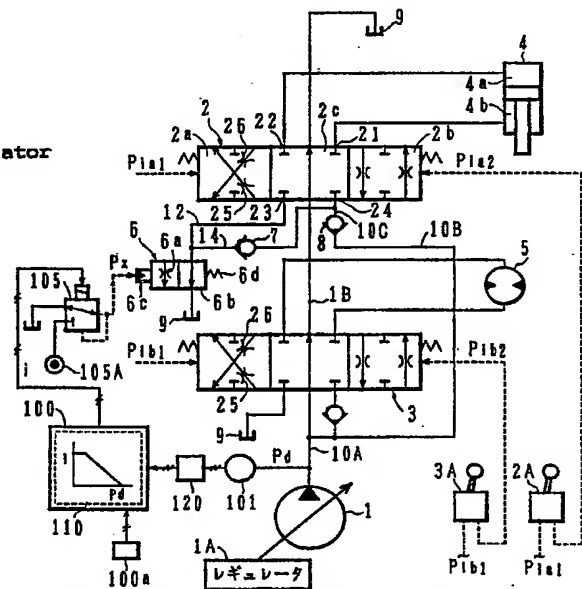 9
4
4a
4b
ator
2 26 22 2c 21 2b
2a
Pia1
Pia2
25 23 24
12
10C
10B
6 6a 14 7 8
5
105
Px
6d
6c
6b
1B
9
26
Pib1
Pib2
i
105A
25
3
9
100
10A
Pd
i
Pd
3A
2A
110
120
101
1
100a
1A
レギュレータ
Pib1
Pia1